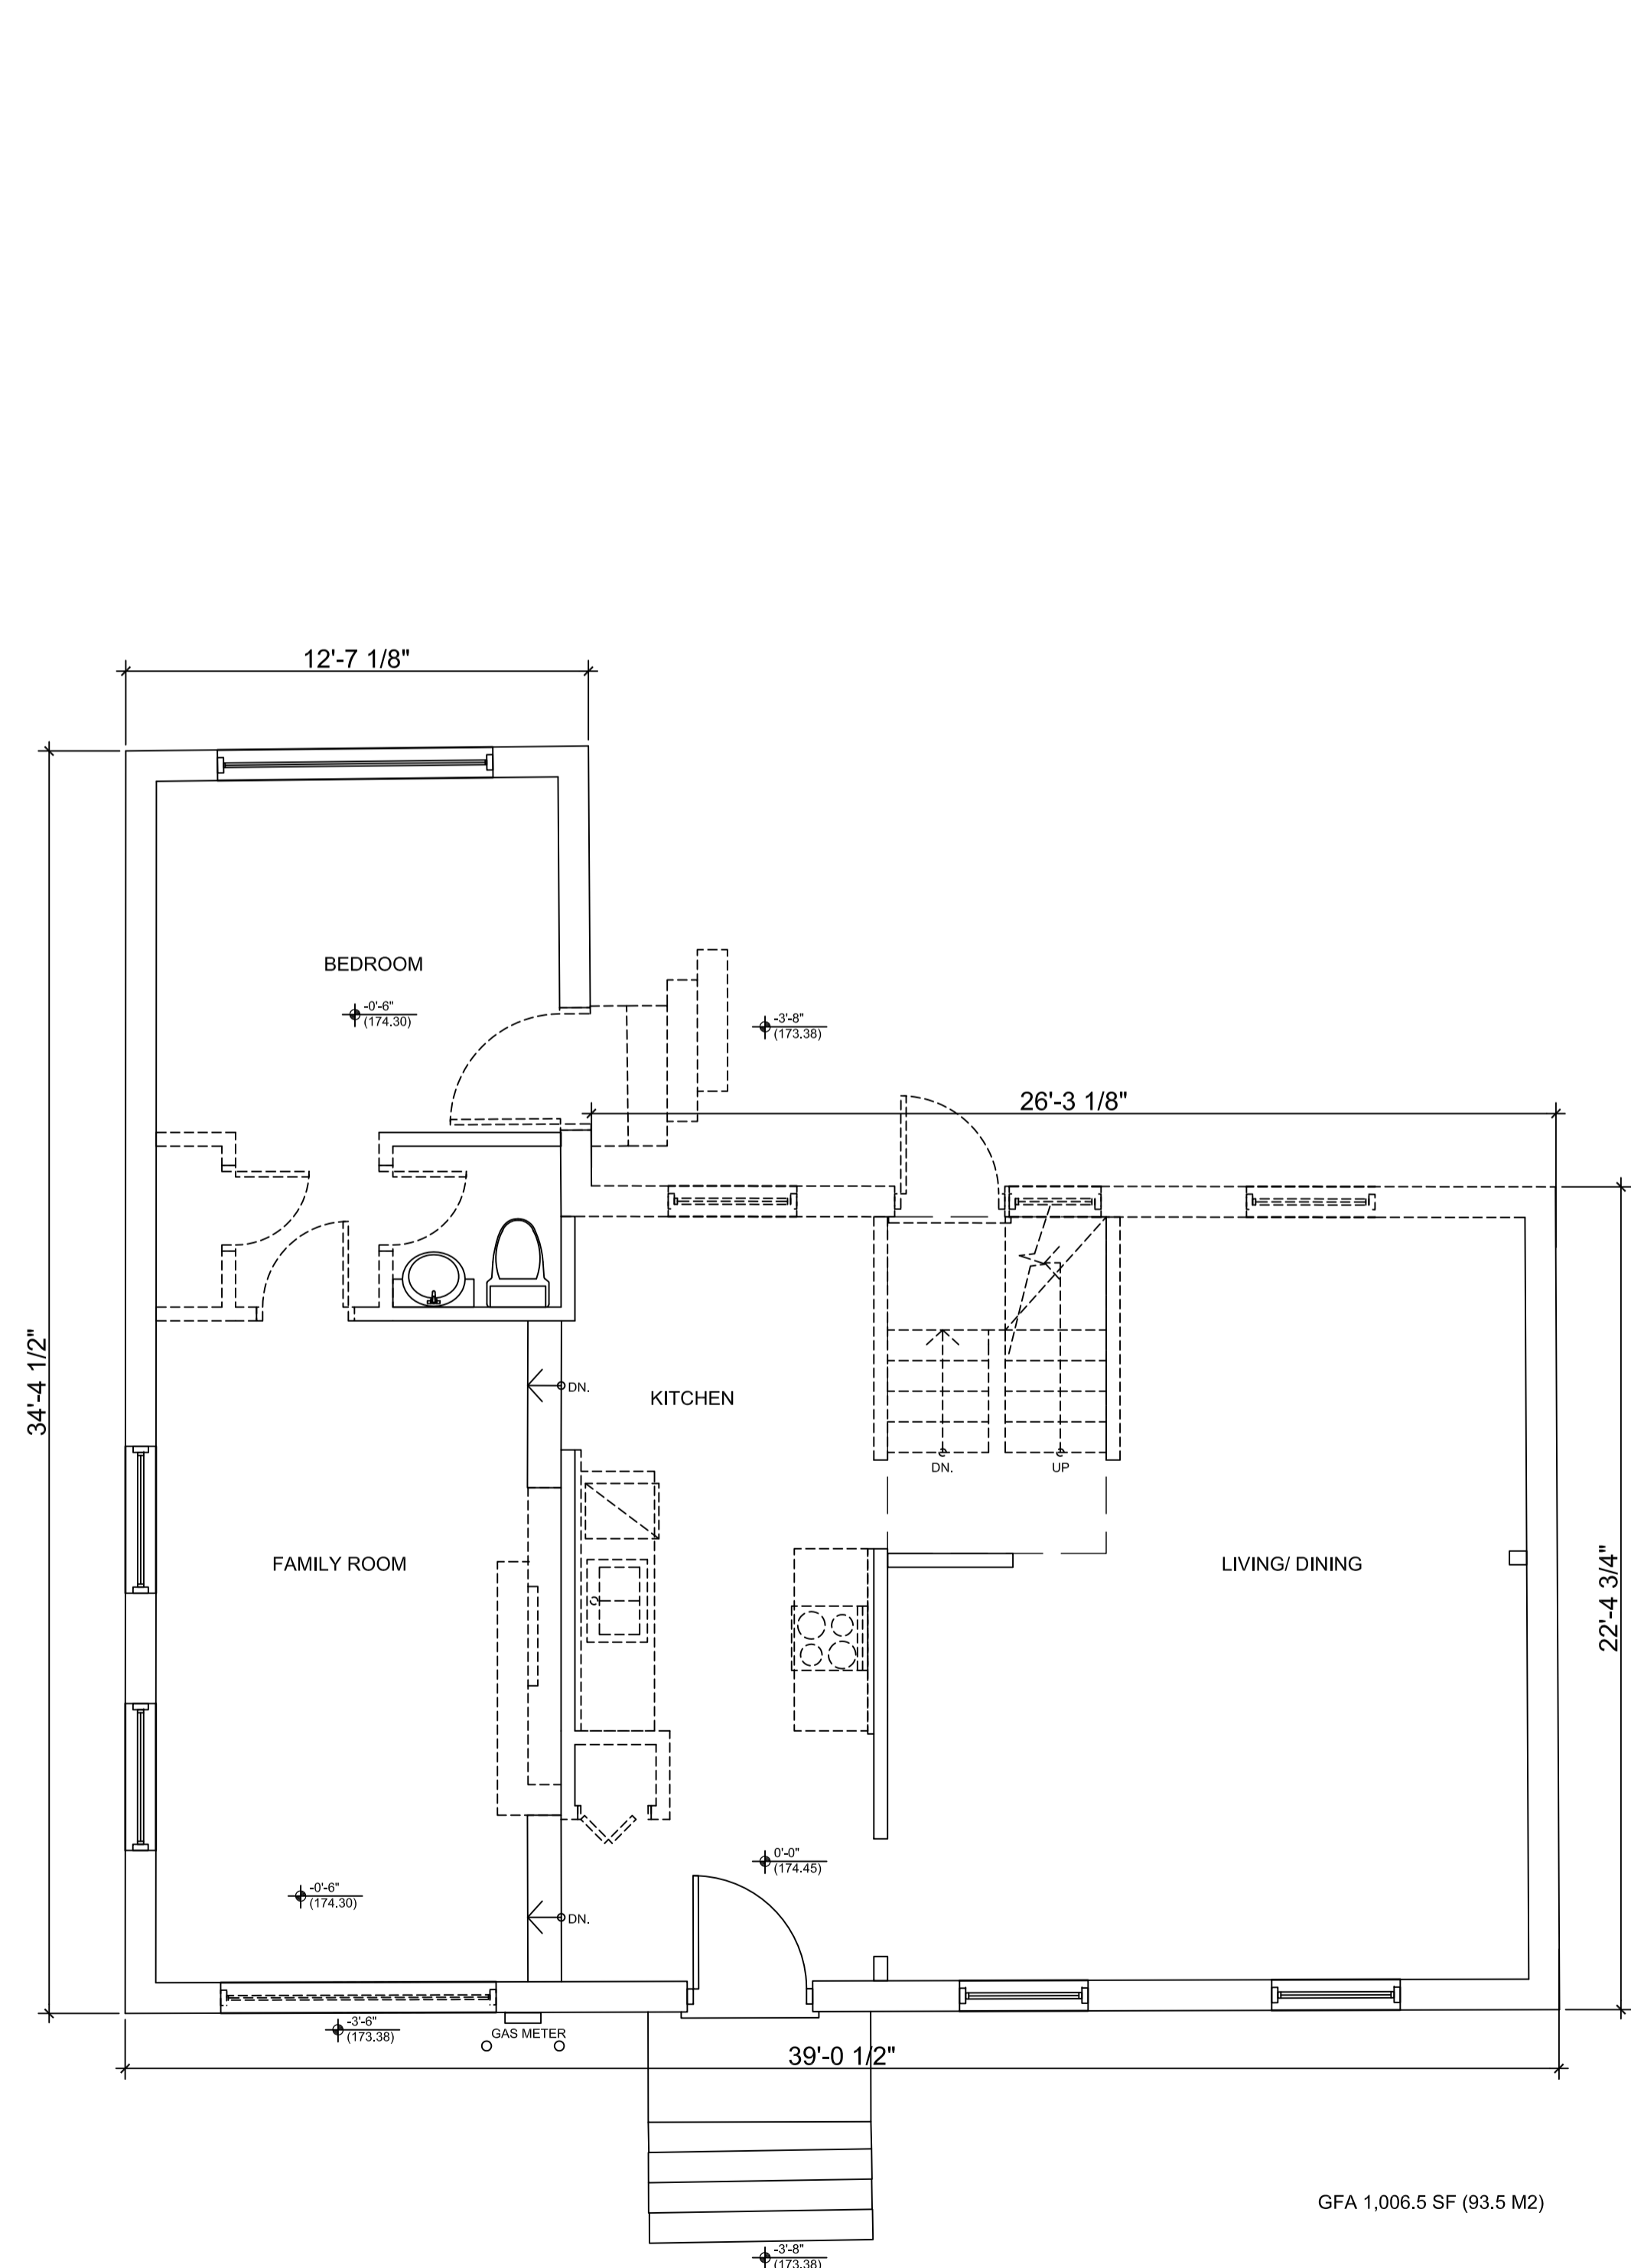 12'-7 1/8"
BEDROOM
-0'-6"
(174.30)
-3'-8"
(173.38)
26'-3 1/8"
34'-4 1/2"
DN.
KITCHEN
DN.
UP
FAMILY ROOM
LIVING/ DINING
22'-4 3/4"
0'-0"
(174.45)
-0'-6"
(174.30)
DN.
-3'-6"
(173.38)
GAS METER
39'-0 1/2"
GFA 1,006.5 SF (93.5 M2)
-3'-8"
(173.38)